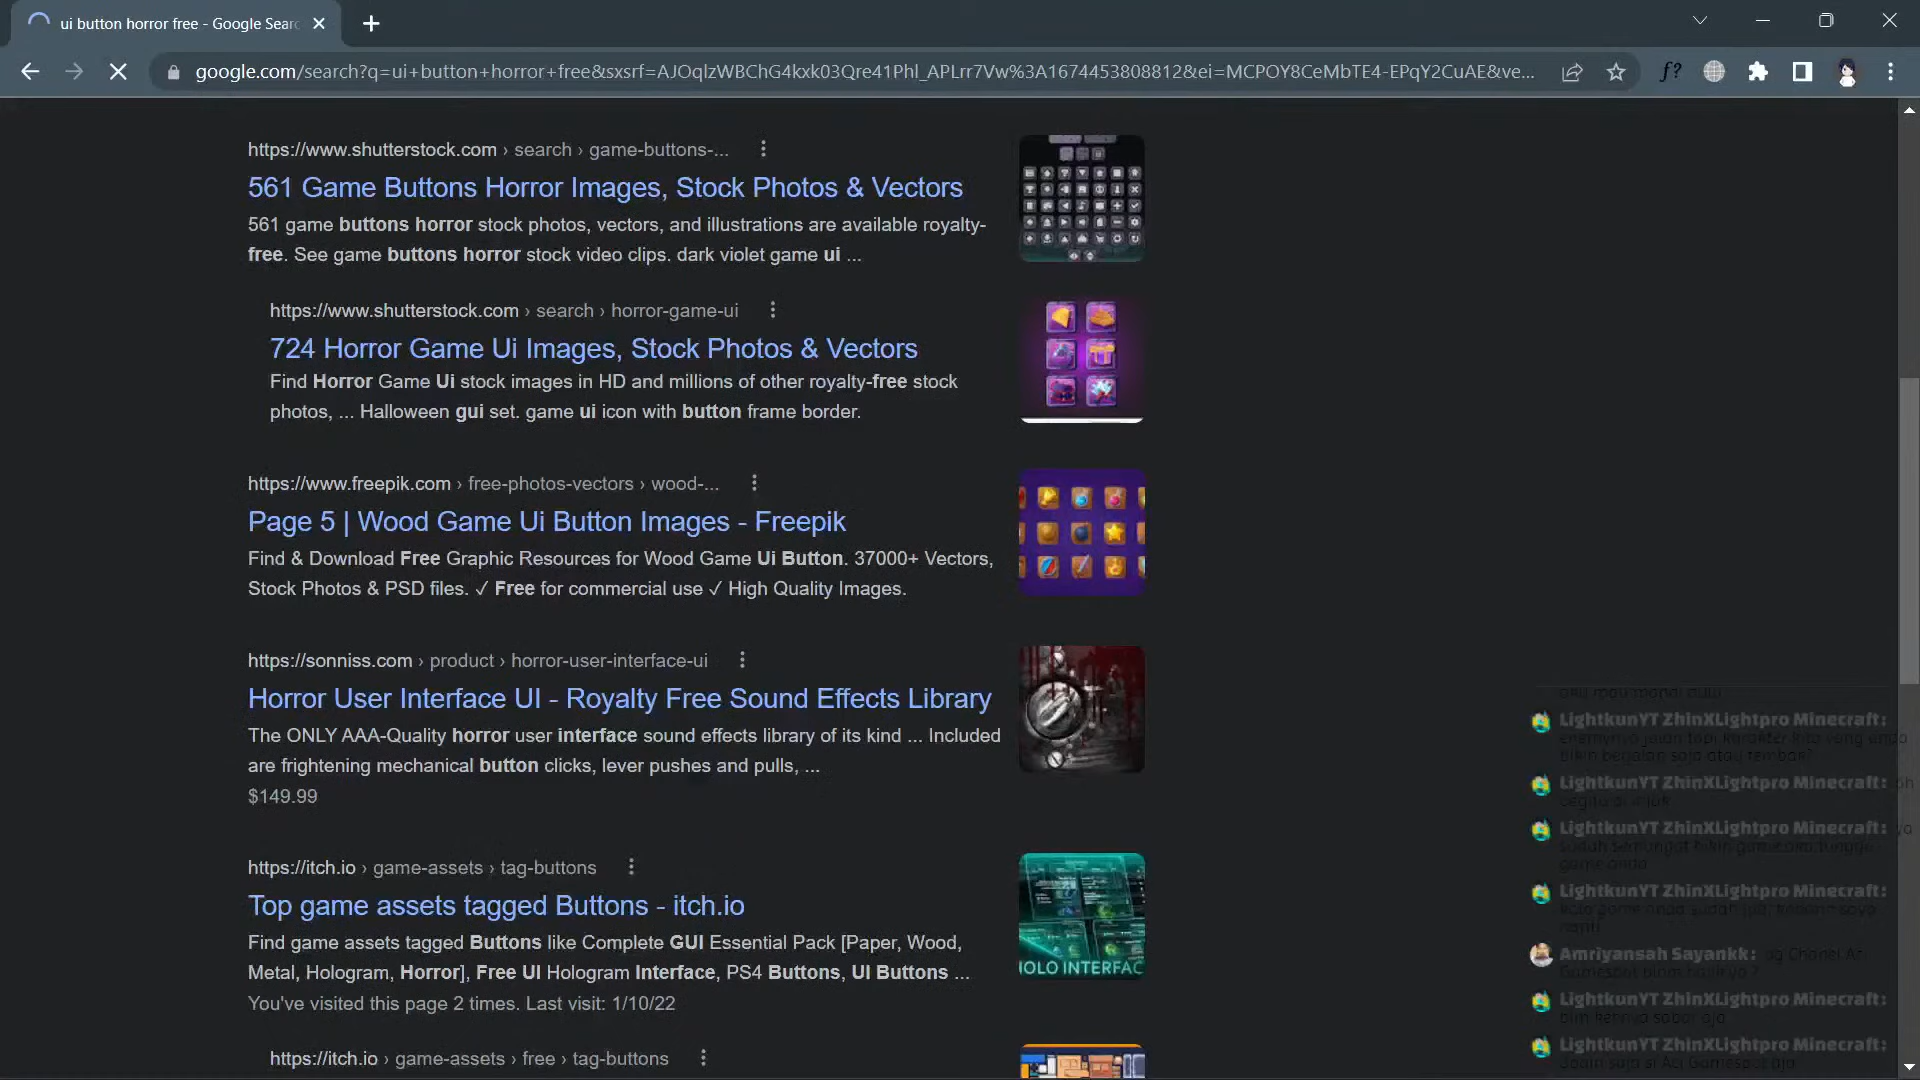 ui button horror free - Google Sear
google.com/search?q=ui+button+horror+free&sxsrf=AJOqlzWBChG4kxk03Qre41Phl_APLrr7Vw%3A1674453808812&ei=MCPOY8CeMbTE4-EPqY2CuAE&ve...
f?
https://www.shutterstock.com › search › game-buttons-...
561 Game Buttons Horror Images, Stock Photos & Vectors
561 game buttons horror stock photos, vectors, and illustrations are available royalty-
free. See game buttons horror stock video clips. dark violet game ui ...
https://www.shutterstock.com › search › horror-game-ui
724 Horror Game Ui Images, Stock Photos & Vectors
Find Horror Game Ui stock images in HD and millions of other royalty-free stock
photos, ... Halloween gui set. game ui icon with button frame border.
https://www.freepik.com › free-photos-vectors › wood-...
Page 5 | Wood Game Ui Button Images - Freepik
Find & Download Free Graphic Resources for Wood Game Ui Button. 37000+ Vectors,
Stock Photos & PSD files. ✓ Free for commercial use ✓ High Quality Images.
https://sonniss.com › product › horror-user-interface-ui
Horror User Interface UI - Royalty Free Sound Effects Library
The ONLY AAA-Quality horror user interface sound effects library of its kind ... Included
are frightening mechanical button clicks, lever pushes and pulls, ...
$149.99
https://itch.io › game-assets › tag-buttons
Top game assets tagged Buttons - itch.io
Find game assets tagged Buttons like Complete GUI Essential Pack [Paper, Wood,
Metal, Hologram, Horror], Free UI Hologram Interface, PS4 Buttons, UI Buttons ...
You've visited this page 2 times. Last visit: 1/10/22
HOLO INTERFAC
https://itch.io › game-assets › free › tag-buttons
aku mau mandi dulu
LightkunYT ZhinXLightpro Minecraft:
LightkunYT ZhinXLightpro Minecraft: oh
LightkunYT ZhinXLightpro Minecraft: ya
LightkunYT ZhinXLightpro Minecraft:
Amriyansah Sayankk:
LightkunYT ZhinXLightpro Minecraft:
LightkunYT ZhinXLightpro Minecraft: